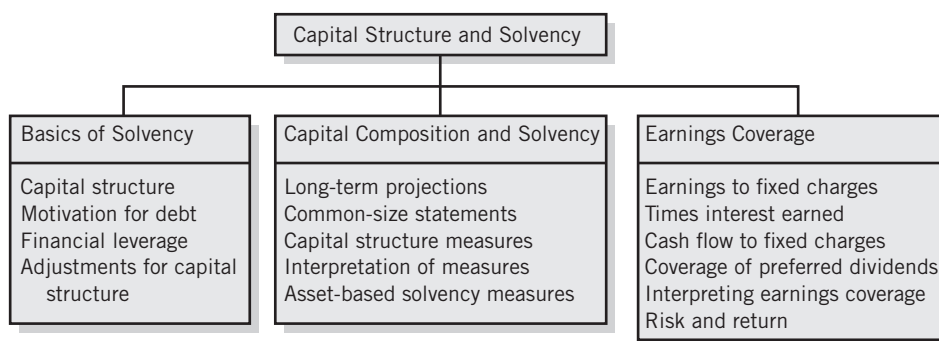 Capital Structure and Solvency
Basics of Solvency
Capital structure
Motivation for debt
Financial leverage
Adjustments for capital
structure
Capital Composition and Solvency
Long-term projections
Common-size statements
Capital structure measures
Interpretation of measures
Asset-based solvency measures
Earnings Coverage
Earnings to fixed charges
Times interest earned
Cash flow to fixed charges
Coverage of preferred dividends
Interpreting earnings coverage
Risk and return